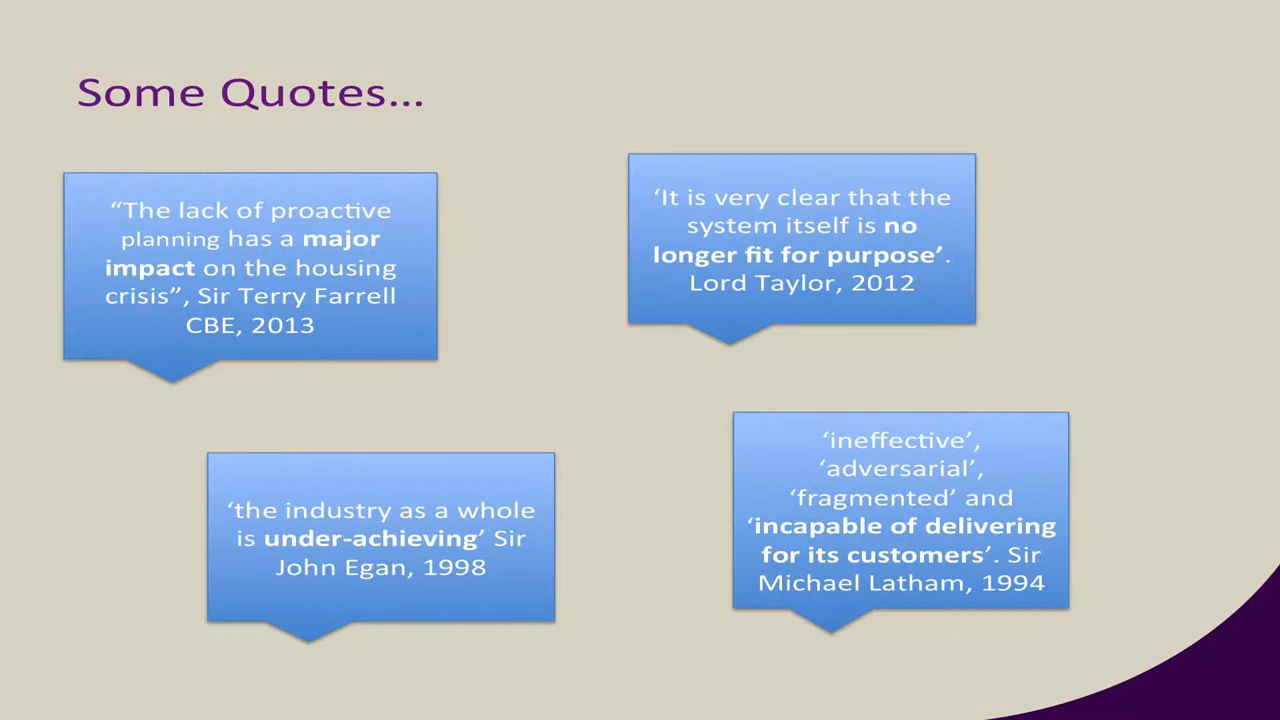 Some Quotes...
“The lack of proactive
planning has a major
impact on the housing
crisis”, Sir Terry Farrell
CBE, 2013
‘It is very clear that the
system itself is no
longer fit for purpose’.
Lord Taylor, 2012
‘the industry as a whole
is under-achieving’ Sir
John Egan, 1998
‘ineffective’,
‘adversarial’,
‘fragmented’ and
‘incapable of delivering
for its customers’. Sir
Michael Latham, 1994